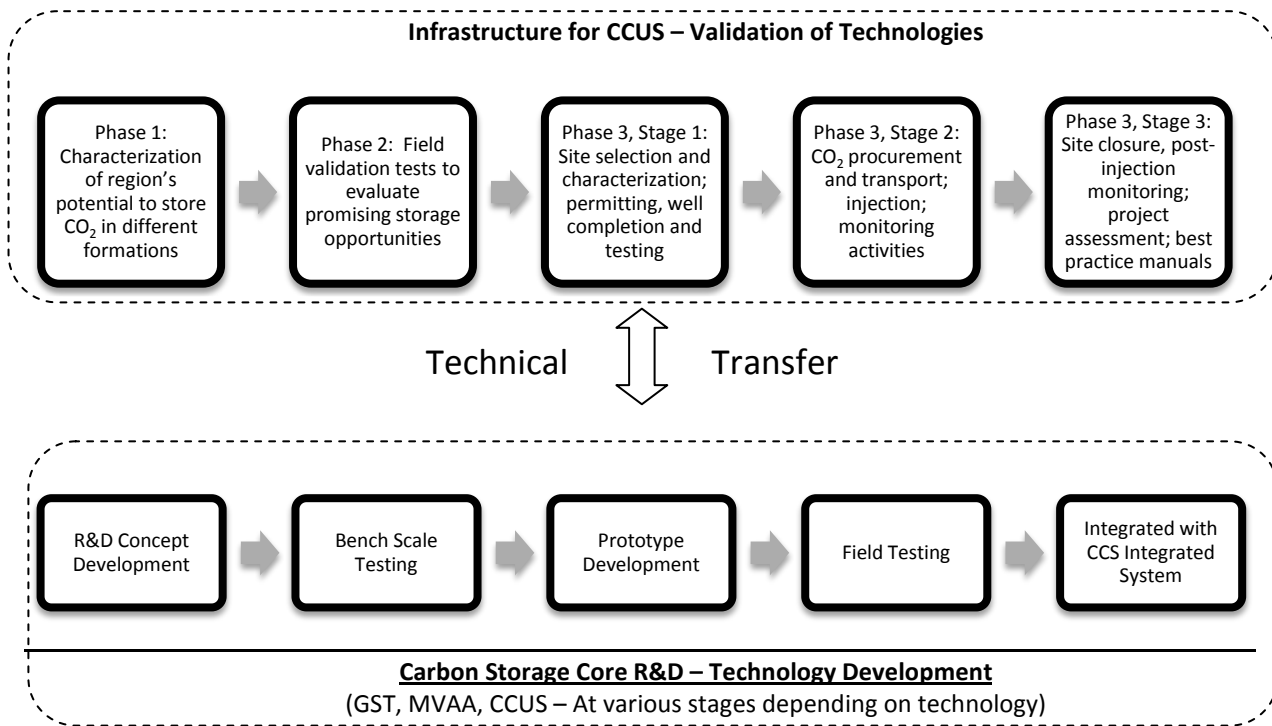 Infrastructure for CCUS – Validation of Technologies
Phase 1:
Characterization
of region's
potential to store
CO₂ in different
formations
Phase 2:  Field
validation tests to
evaluate
promising storage
opportunities
Phase 3, Stage 1:
Site selection and
characterization;
permitting, well
completion and
testing
Phase 3, Stage 2:
CO₂ procurement
and transport;
injection;
monitoring
activities
Phase 3, Stage 3:
Site closure, post-
injection
monitoring;
project
assessment; best
practice manuals
Technical Transfer
R&D Concept
Development
Bench Scale
Testing
Prototype
Development
Field Testing
Integrated with
CCS Integrated
System
Carbon Storage Core R&D – Technology Development
(GST, MVAA, CCUS – At various stages depending on technology)